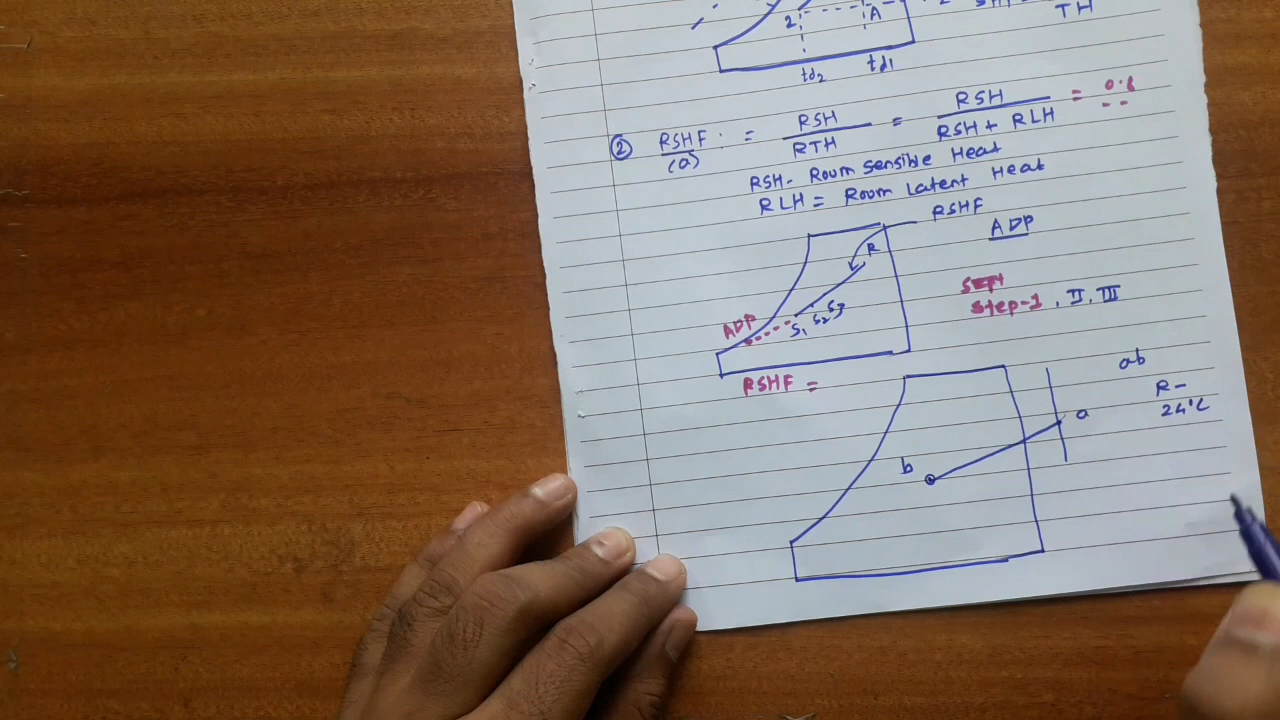 2 A
TH
td2 td1
② RSHF (a) : = RSH / RTH = RSH / RSH + RLH = 0.8
RSH - Room Sensible Heat
RLH = Room Latent Heat
RSHF
ADP
R
Step-1, II, III
ADP
S1 S2 S3
RSHF =
ab
R -
24°C
a
b